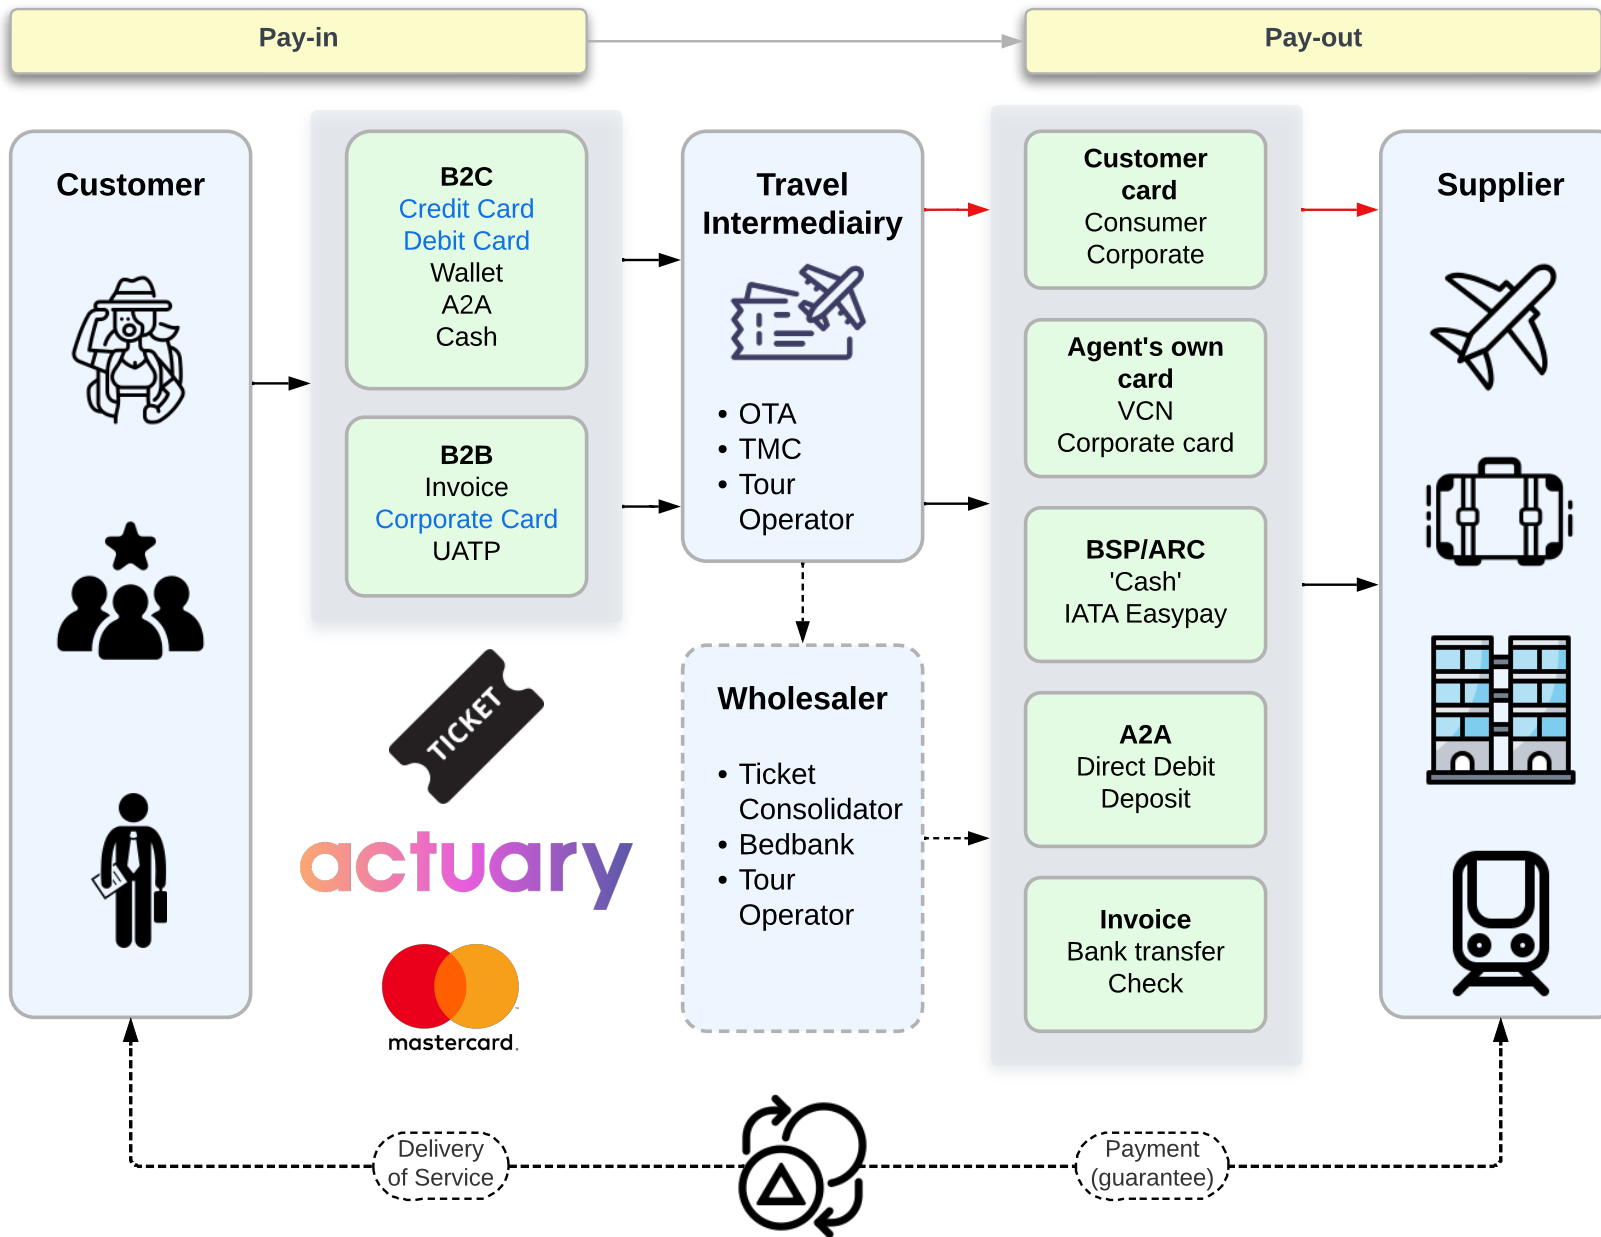 Pay-in
Pay-out
Customer
B2C
Credit Card
Debit Card
Wallet
A2A
Cash
B2B
Invoice
Corporate Card
UATP
TICKET
actuary
mastercard.
Travel
Intermediairy
• OTA
• TMC
• Tour
Operator
Wholesaler
• Ticket
Consolidator
• Bedbank
• Tour
Operator
Customer
card
Consumer
Corporate
Agent's own
card
VCN
Corporate card
BSP/ARC
'Cash'
IATA Easypay
A2A
Direct Debit
Deposit
Invoice
Bank transfer
Check
Supplier
Delivery
of Service
Payment
(guarantee)